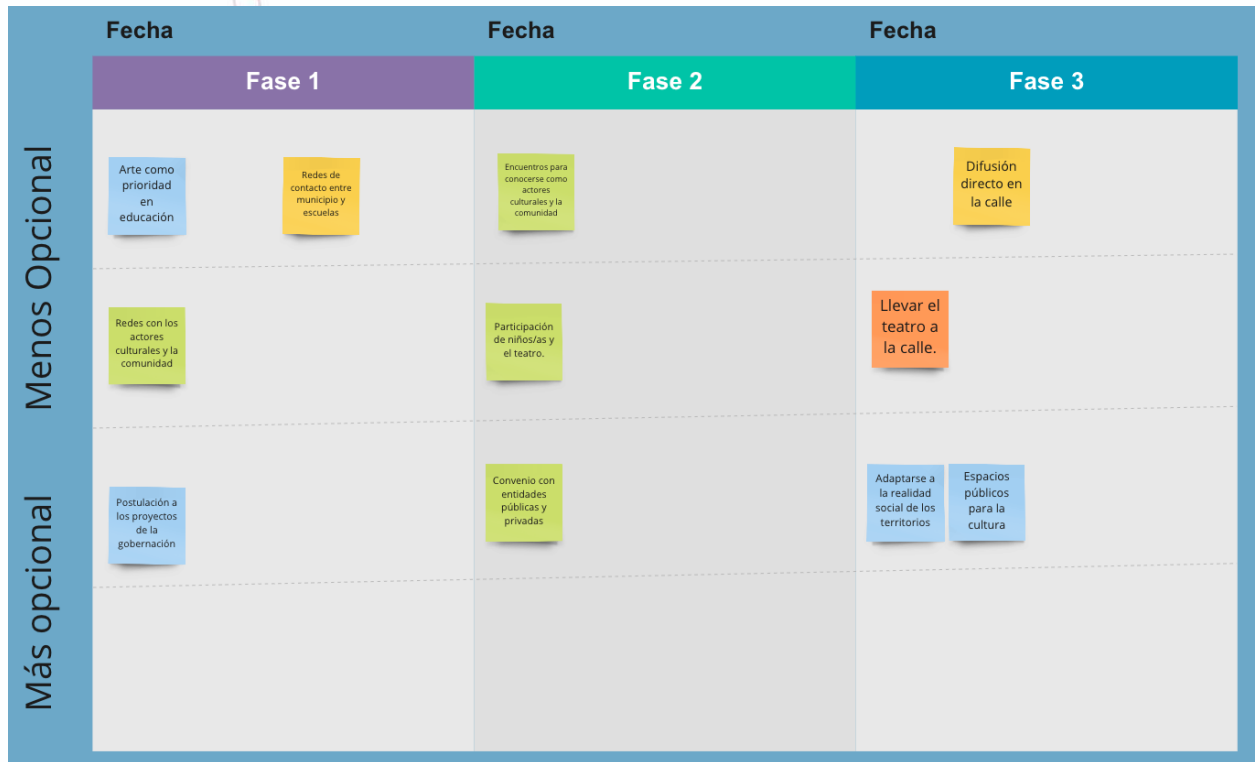 Fecha
Fecha
Fecha
Fase 1
Fase 2
Fase 3
Menos Opcional
Arte como
prioridad
en
educación
Redes de
contacto entre
municipio y
escuelas
Encuentros para
conocerse como
actores
culturales y la
comunidad
Difusión
directo en
la calle
Redes con los
actores
culturales y la
comunidad
Participación
de niños/as y
el teatro.
Llevar el
teatro a
la calle.
Más opcional
Postulación a
los proyectos
de la
gobernación
Convenio con
entidades
públicas y
privadas
Adaptarse a
la realidad
social de los
territorios
Espacios
públicos
para la
cultura